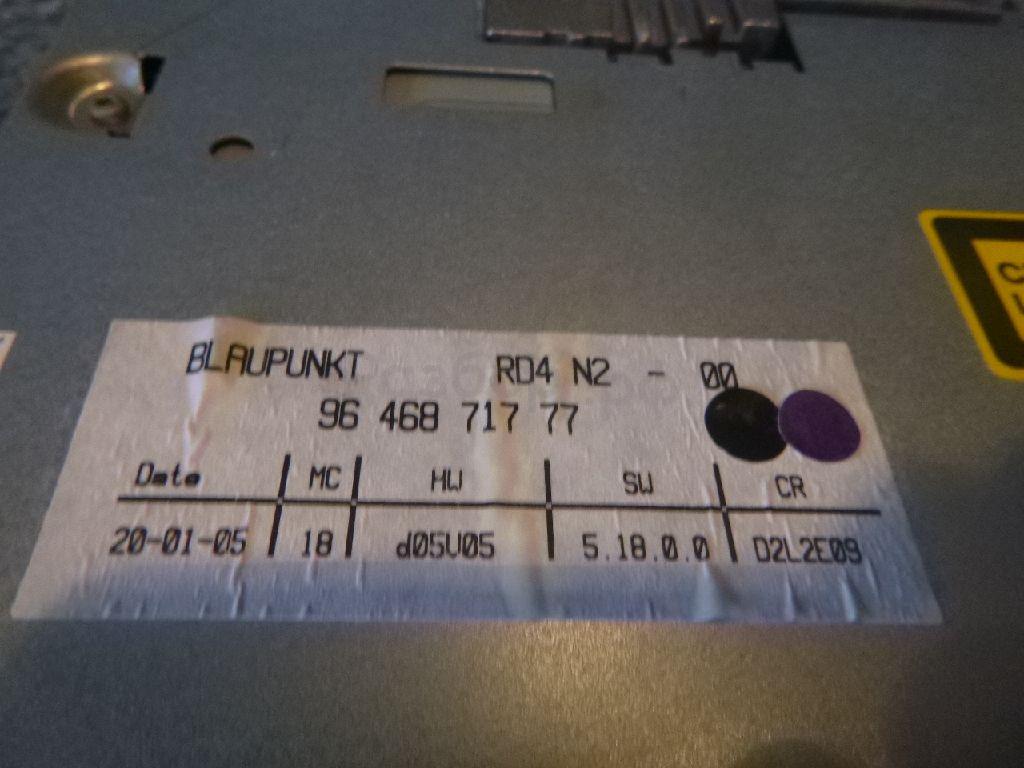 BLAUPUNKT RD4 N2 - 00
96 468 717 77
Date MC HW SW CR
20-01-05 18 d05V05 5.18.0.0 D2L2E09